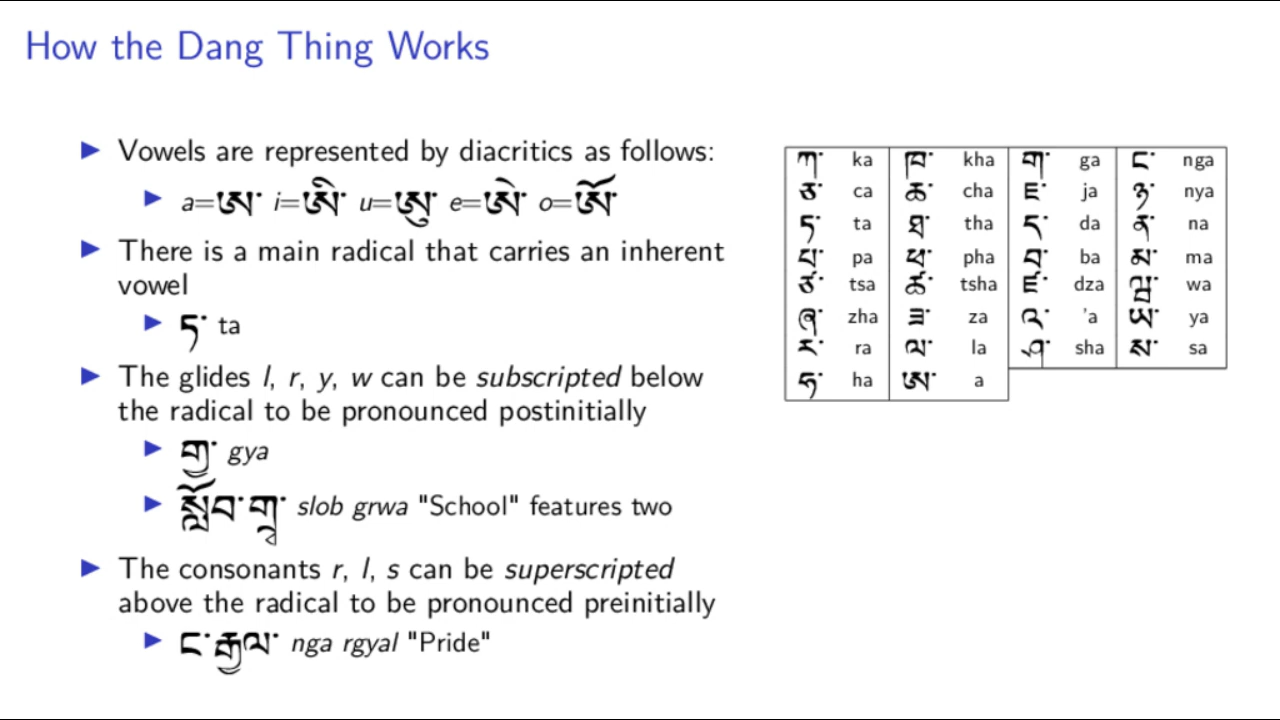 How the Dang Thing Works
▶ Vowels are represented by diacritics as follows:
▶ a=ཨ་ i=ཨི་ u=ཨུ་ e=ཨེ་ o=ཨོ་
▶ There is a main radical that carries an inherent
vowel
▶ ཏ་ ta
▶ The glides l, r, y, w can be subscripted below
the radical to be pronounced postinitially
▶ གྱ་ gya
▶ སློབ་གྲྭ་ slob grwa "School" features two
▶ The consonants r, l, s can be superscripted
above the radical to be pronounced preinitially
▶ ང་རྒྱལ་ nga rgyal "Pride"
ཀ་ ka ཁ་ kha ག་ ga ང་ nga
ཅ་ ca ཆ་ cha ཇ་ ja ཉ་ nya
ཏ་ ta ཐ་ tha ད་ da ན་ na
པ་ pa ཕ་ pha བ་ ba མ་ ma
ཙ་ tsa ཚ་ tsha ཛ་ dza ཝ་ wa
ཞ་ zha ཟ་ za འ་ 'a ཡ་ ya
ར་ ra ལ་ la ཤ་ sha ས་ sa
ཧ་ ha ཨ་ a